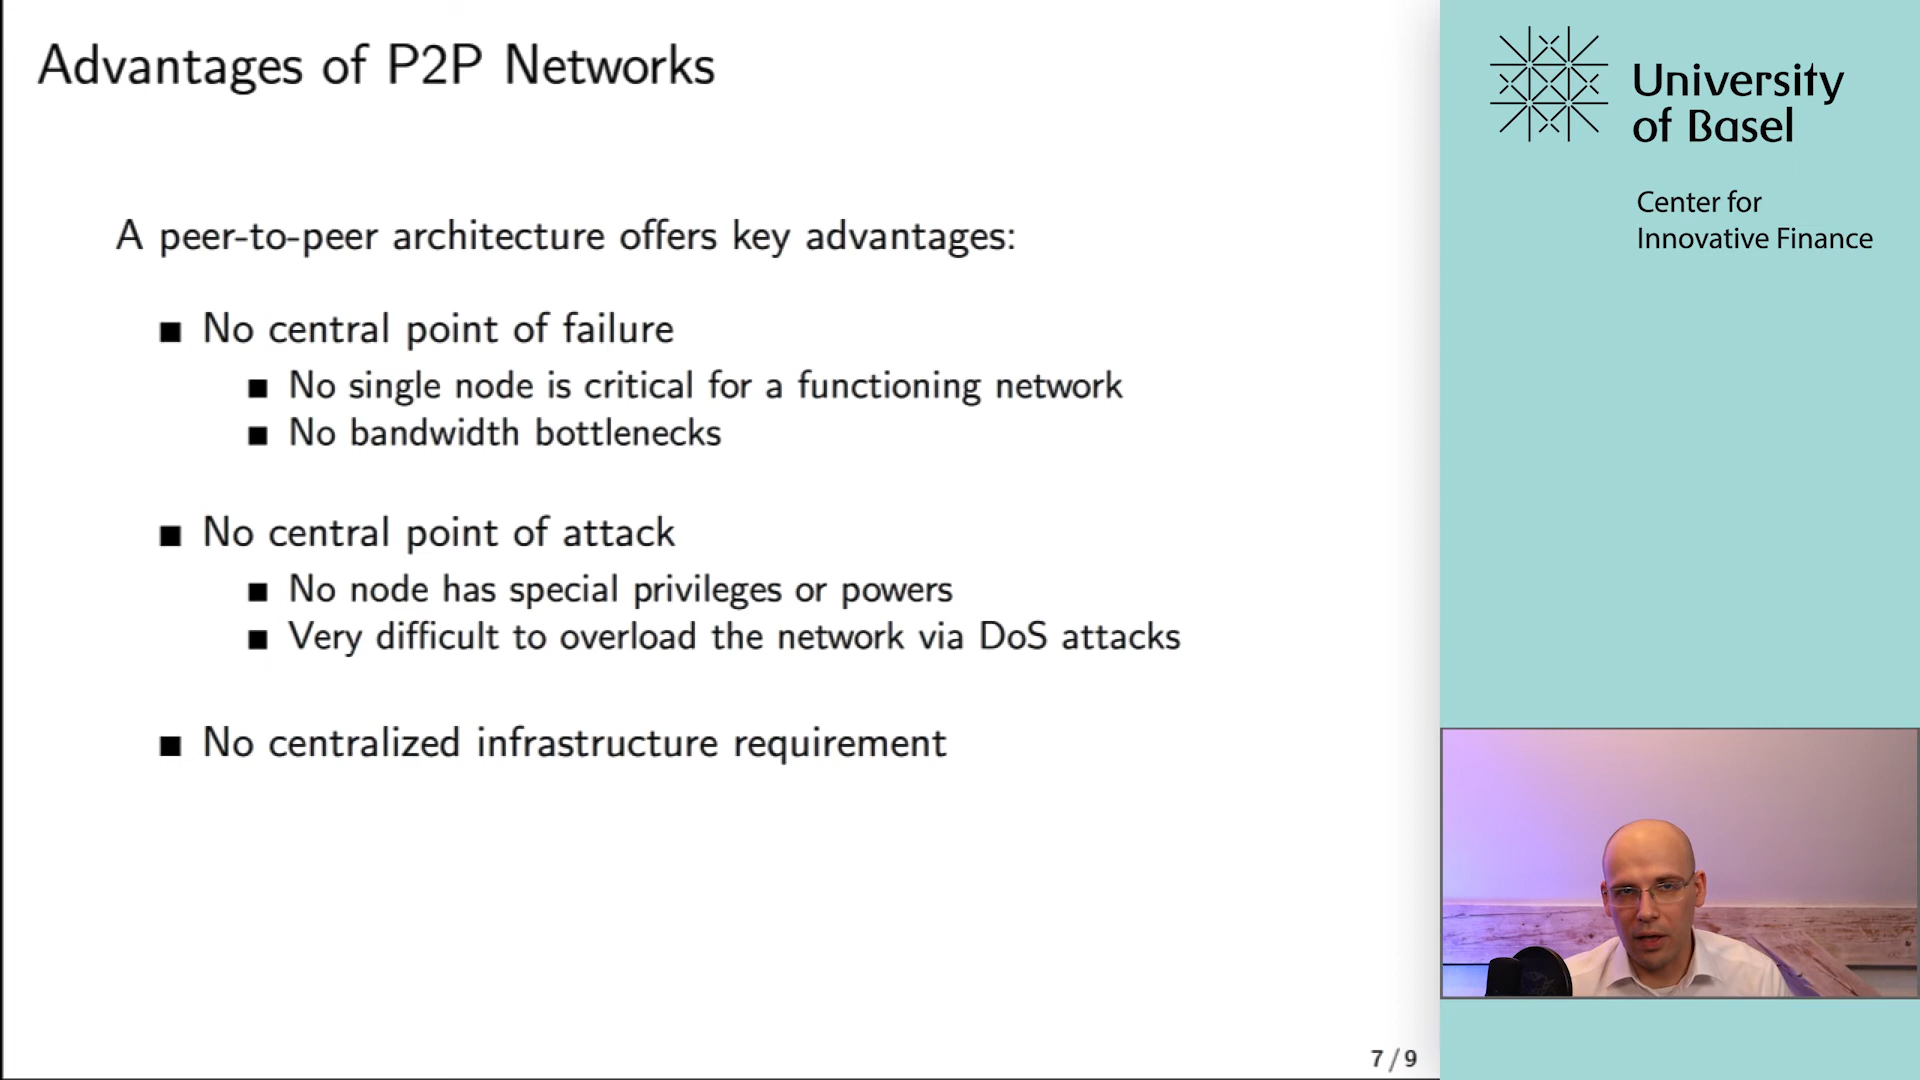 Advantages of P2P Networks
A peer-to-peer architecture offers key advantages:
No central point of failure
No single node is critical for a functioning network
No bandwidth bottlenecks
No central point of attack
No node has special privileges or powers
Very difficult to overload the network via DoS attacks
No centralized infrastructure requirement
7 / 9
University
of Basel
Center for
Innovative Finance